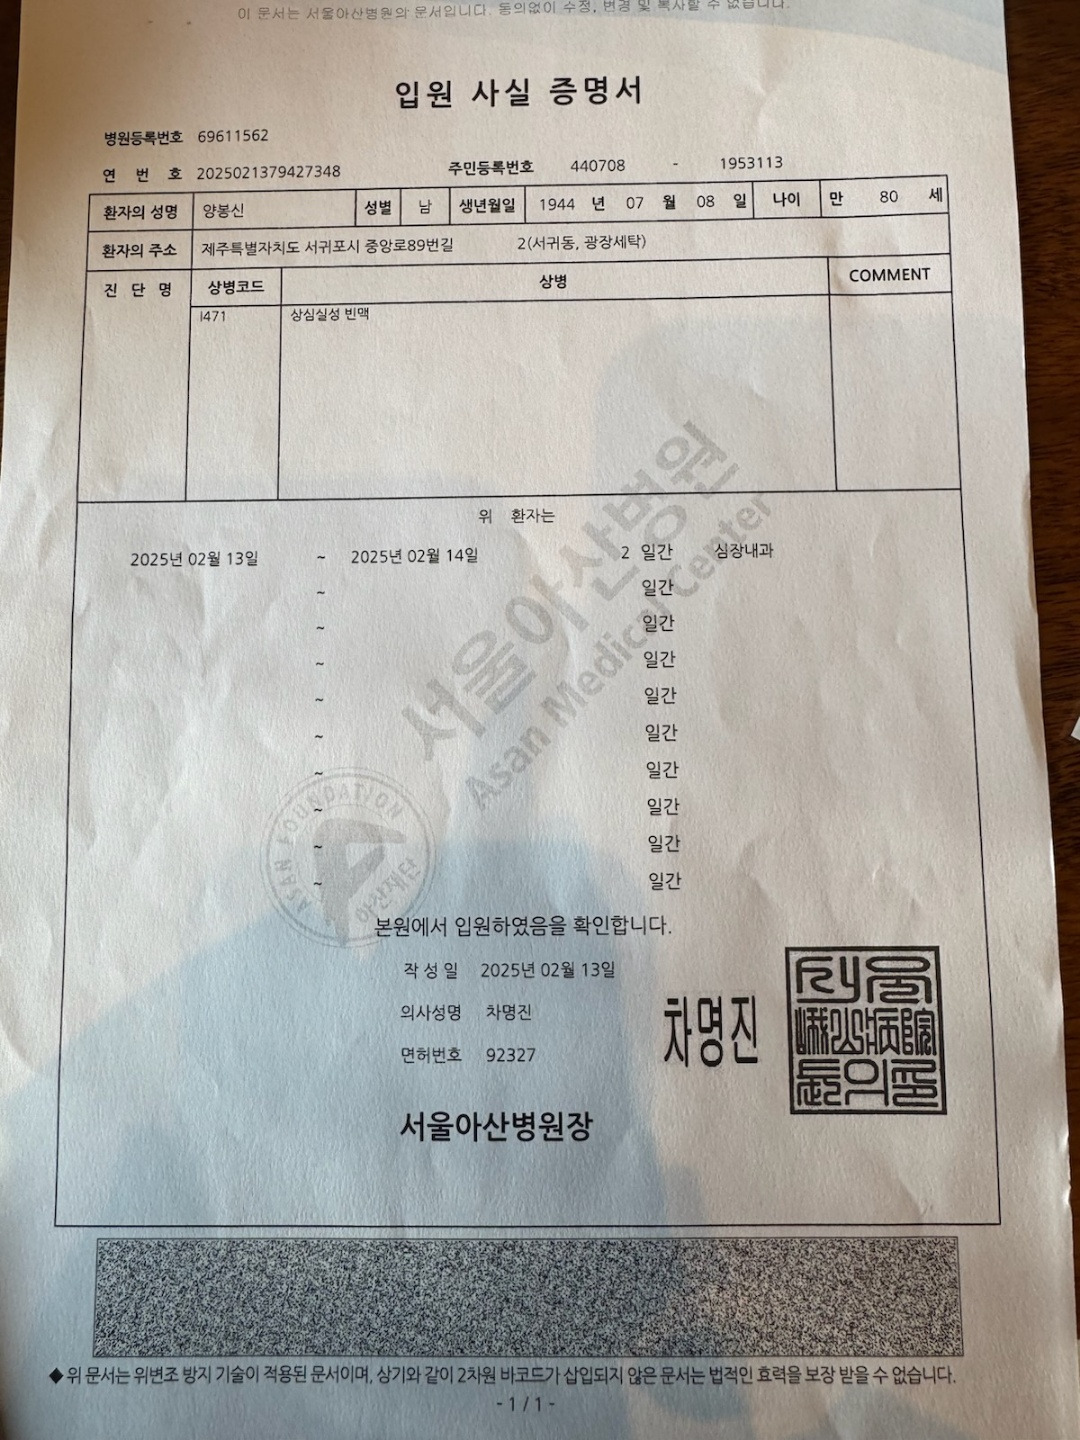 이 문서는 서울아산병원의 문서입니다. 동의없이 수정, 변경 및 복사할 수 없습니다.
입원 사실 증명서
병원등록번호 69611562
연 번 호 2025021379427348 주민등록번호 440708 - 1953113
환자의 성명 양봉신 성별 남 생년월일 1944 년 07 월 08 일 나이 만 80 세
환자의 주소 제주특별자치도 서귀포시 중앙로89번길 2(서귀동, 광장세탁)
진 단 명 상병코드 상병 COMMENT
I471 상심실성 빈맥
위 환자는
2025년 02월 13일 ~ 2025년 02월 14일 2 일간 심장내과
~ 일간
~ 일간
~ 일간
~ 일간
~ 일간
~ 일간
~ 일간
~ 일간
~ 일간
서울아산병원
Asan Medical Center
ASAN FOUNDATION
아산재단
본원에서 입원하였음을 확인합니다.
작 성 일 2025년 02월 13일
의사성명 차명진 차명진
면허번호 92327
서울아산병원장
◆ 위 문서는 위변조 방지 기술이 적용된 문서이며, 상기와 같이 2차원 바코드가 삽입되지 않은 문서는 법적인 효력을 보장 받을 수 없습니다.
- 1 / 1 -